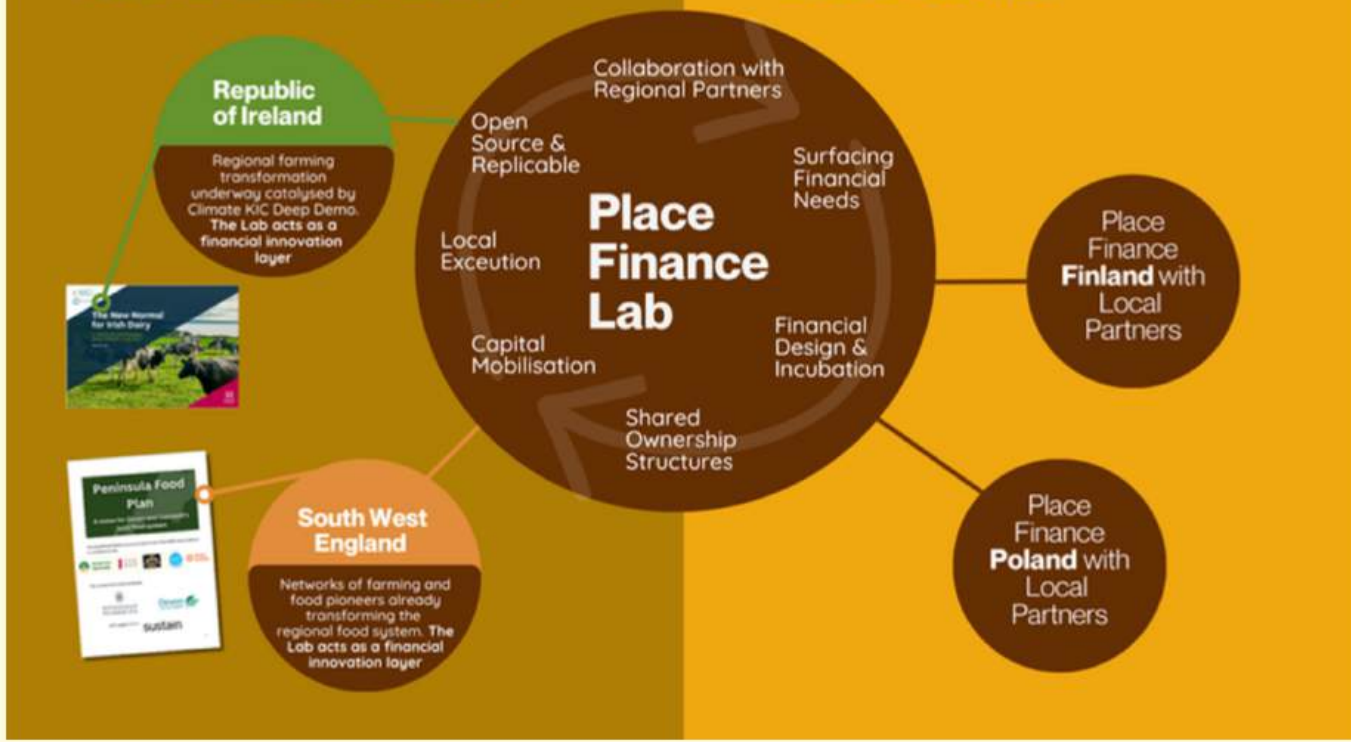 Republic
of Ireland
Regional farming
transformation
underway catalysed by
Climate KIC Deep Demo.
The Lab acts as a
financial innovation
layer
The New Normal
for Irish Dairy
Collaboration with
Regional Partners
Open
Source &
Replicable
Surfacing
Financial
Needs
Place
Finance
Lab
Local
Exceution
Capital
Mobilisation
Financial
Design &
Incubation
Shared
Ownership
Structures
Place
Finance
Finland with
Local
Partners
Peninsula Food
Plan
sustain
South West
England
Networks of farming and
food pioneers already
transforming the
regional food system. The
Lab acts as a financial
innovation layer
Place
Finance
Poland with
Local
Partners